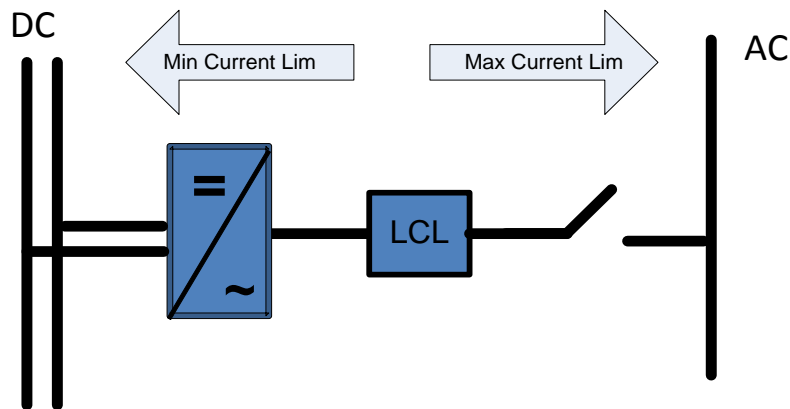 DC
Min Current Lim
Max Current Lim
AC
=
LCL
~